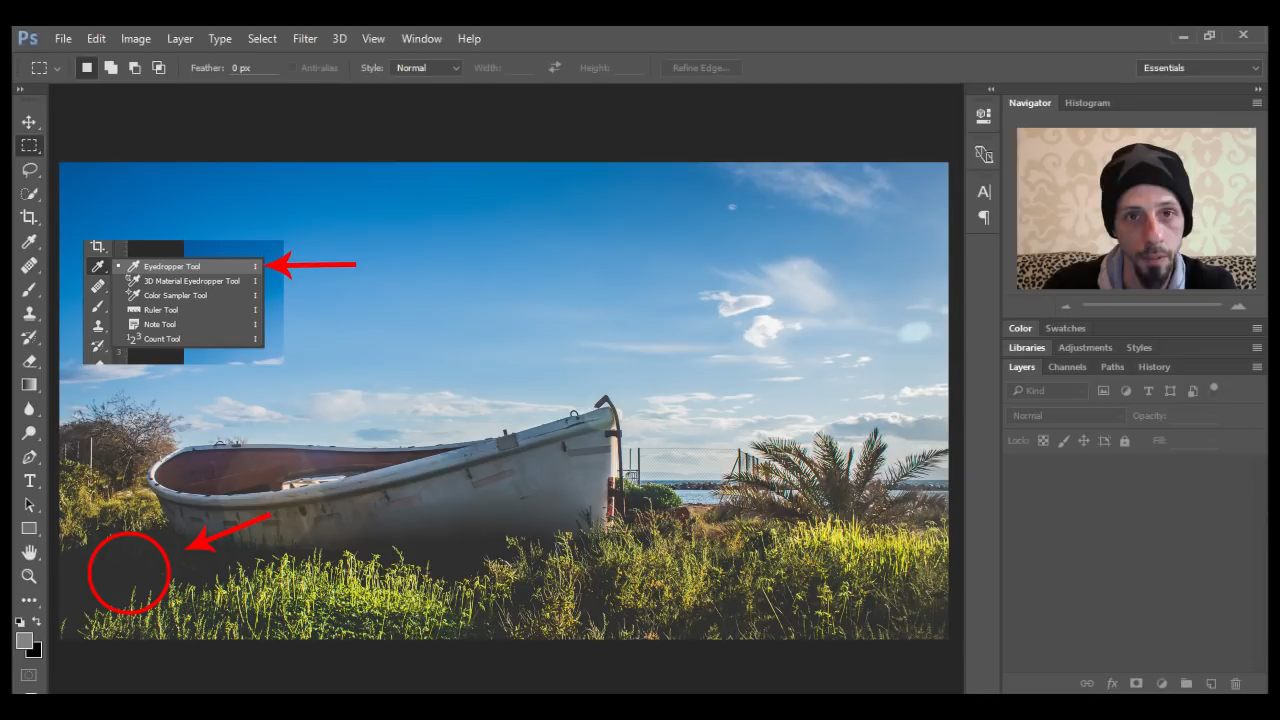 Ps File Edit Image Layer Type Select Filter 3D View Window Help
Feather: 0 px Anti-alias Style: Normal Width: Height: Refine Edge... Essentials
Navigator Histogram
Eyedropper Tool I
3D Material Eyedropper Tool I
Color Sampler Tool I
Ruler Tool I
Note Tool I
Count Tool I
Color Swatches
Libraries Adjustments Styles
Layers Channels Paths History
Kind
Normal Opacity:
Lock: Fill: